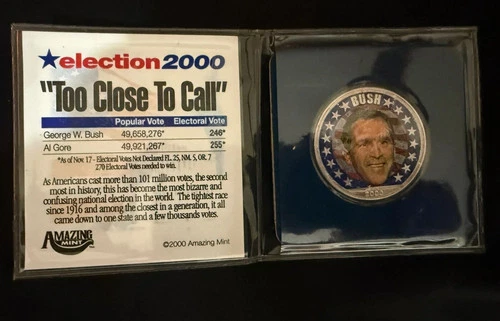 ★election2000
"Too Close To Call"
Popular Vote Electoral Vote
George W. Bush 49,658,276* 246*
Al Gore 49,921,267* 255*
*As of Nov. 17 - Electoral Votes Not Declared FL 25, NM 5, OR 7
270 Electoral Votes needed to win.
As Americans cast more than 101 million votes, the second
most in history, this has become the most bizarre and
confusing national election in the world. The tightest race
since 1916 and among the closest in a generation, it all
came down to one state and a few thousands votes.
AMAZING
MINT
©2000 Amazing Mint
BUSH